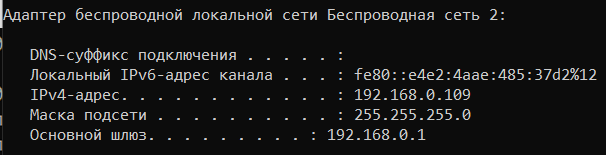 Адаптер беспроводной локальной сети Беспроводная сеть 2:
DNS-суффикс подключения . . . . . :
Локальный IPv6-адрес канала . . . : fe80::e4e2:4aae:485:37d2%12
IPv4-адрес. . . . . . . . . . . . : 192.168.0.109
Маска подсети . . . . . . . . . . : 255.255.255.0
Основной шлюз. . . . . . . . . : 192.168.0.1